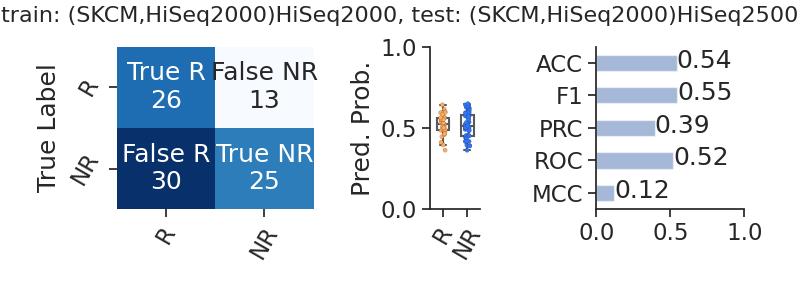 train: (SKCM,HiSeq2000)HiSeq2000, test: (SKCM,HiSeq2000)HiSeq2500
True Label
R
NR
True R
26
False NR
13
False R
30
True NR
25
R
NR
Pred. Prob.
1.0
0.5
0.0
R
NR
ACC
0.54
F1
0.55
PRC
0.39
ROC
0.52
MCC
0.12
0.0
0.5
1.0